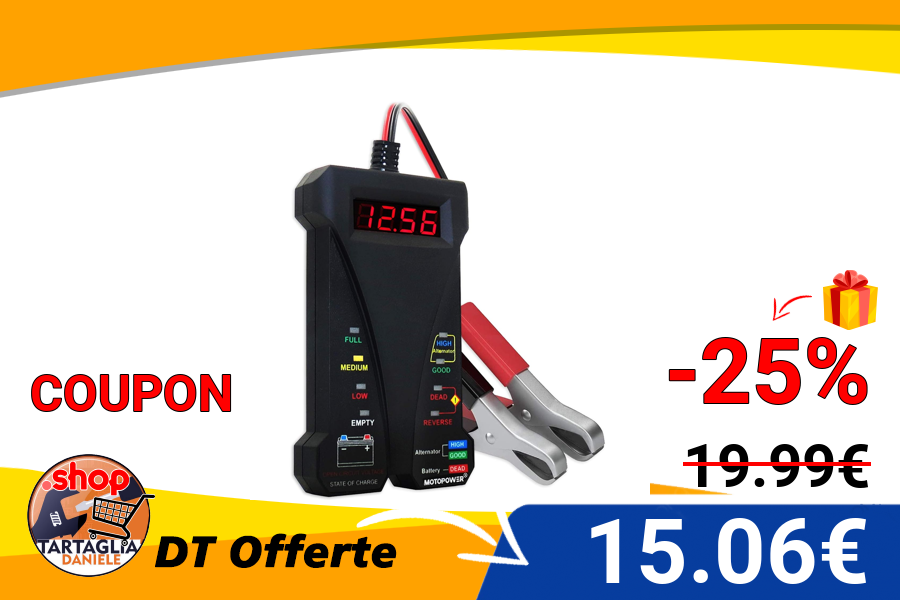 12.56
FULL
MEDIUM
LOW
EMPTY
HIGH
Alternator
GOOD
DEAD
REVERSE
Alternator
HIGH
GOOD
Battery
DEAD
STATE OF CHARGE
MOTOPOWER®
COUPON
-25%
19.99€
15.06€
.shop
TARTAGLIA
DANIELE
DT Offerte